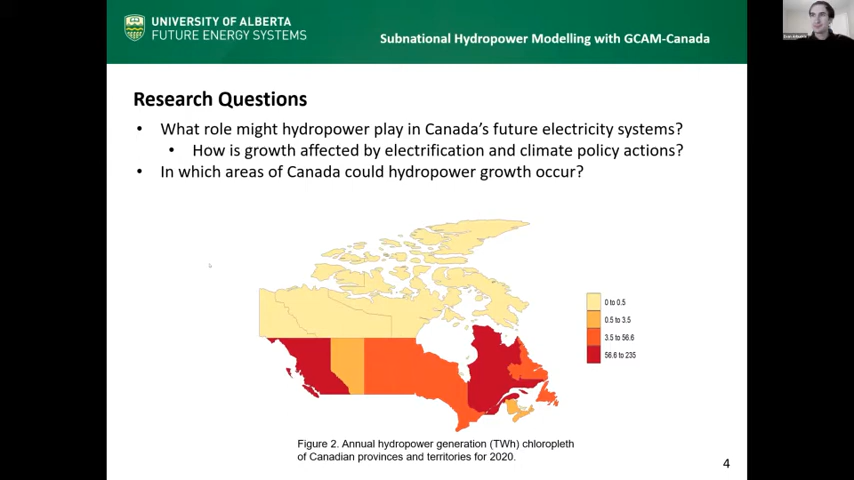 UNIVERSITY OF ALBERTA
FUTURE ENERGY SYSTEMS
Subnational Hydropower Modelling with GCAM-Canada
Research Questions
• What role might hydropower play in Canada's future electricity systems?
• How is growth affected by electrification and climate policy actions?
• In which areas of Canada could hydropower growth occur?
0 to 0.5
0.5 to 3.5
3.5 to 56.6
56.6 to 235
Figure 2. Annual hydropower generation (TWh) chloropleth
of Canadian provinces and territories for 2020.
4